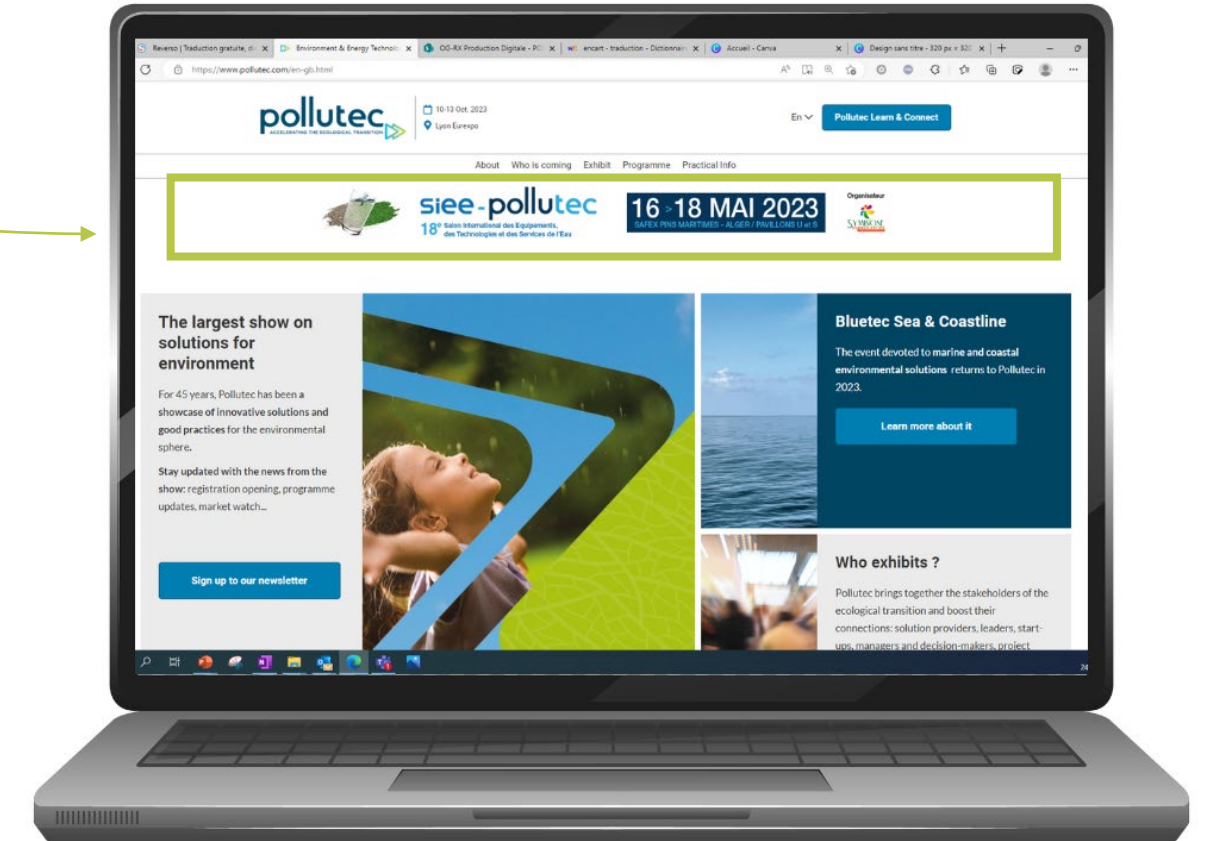 Reverso | Traduction gratuite, di
Environment & Energy Technolo
OG-RX Production Digitale - PO
encart - traduction - Dictionnair
Accueil - Canva
Design sans titre - 320 px × 320
https://www.pollutec.com/en-gb.html
pollutec
ACCELERATING THE ECOLOGICAL TRANSITION
10-13 Oct. 2023
Lyon Eurexpo
En
Pollutec Learn & Connect
About Who is coming Exhibit Programme Practical Info
siee-pollutec
18e Salon International des Equipements,
des Technologies et des Services de l'Eau
16 > 18 MAI 2023
SAFEX PINS MARITIMES - ALGER / PAVILLONS U et S
Organisateur
SYMBIOSE
The largest show on
solutions for
environment
For 45 years, Pollutec has been a
showcase of innovative solutions and
good practices for the environmental
sphere.
Stay updated with the news from the
show: registration opening, programme
updates, market watch...
Sign up to our newsletter
Bluetec Sea & Coastline
The event devoted to marine and coastal
environmental solutions returns to Pollutec in
2023.
Learn more about it
Who exhibits ?
Pollutec brings together the stakeholders of the
ecological transition and boost their
connections: solution providers, leaders, start-
ups, managers and decision-makers, project
24